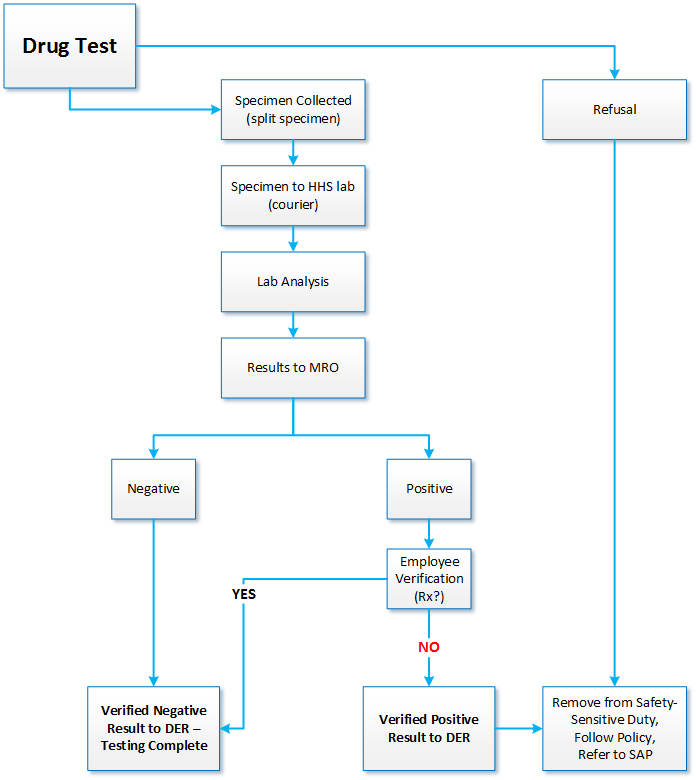 Drug Test
Specimen Collected
(split specimen)
Refusal
Specimen to HHS lab
(courier)
Lab Analysis
Results to MRO
Negative
Positive
Employee
Verification
(Rx?)
YES
NO
Verified Negative
Result to DER –
Testing Complete
Verified Positive
Result to DER
Remove from Safety-
Sensitive Duty,
Follow Policy,
Refer to SAP